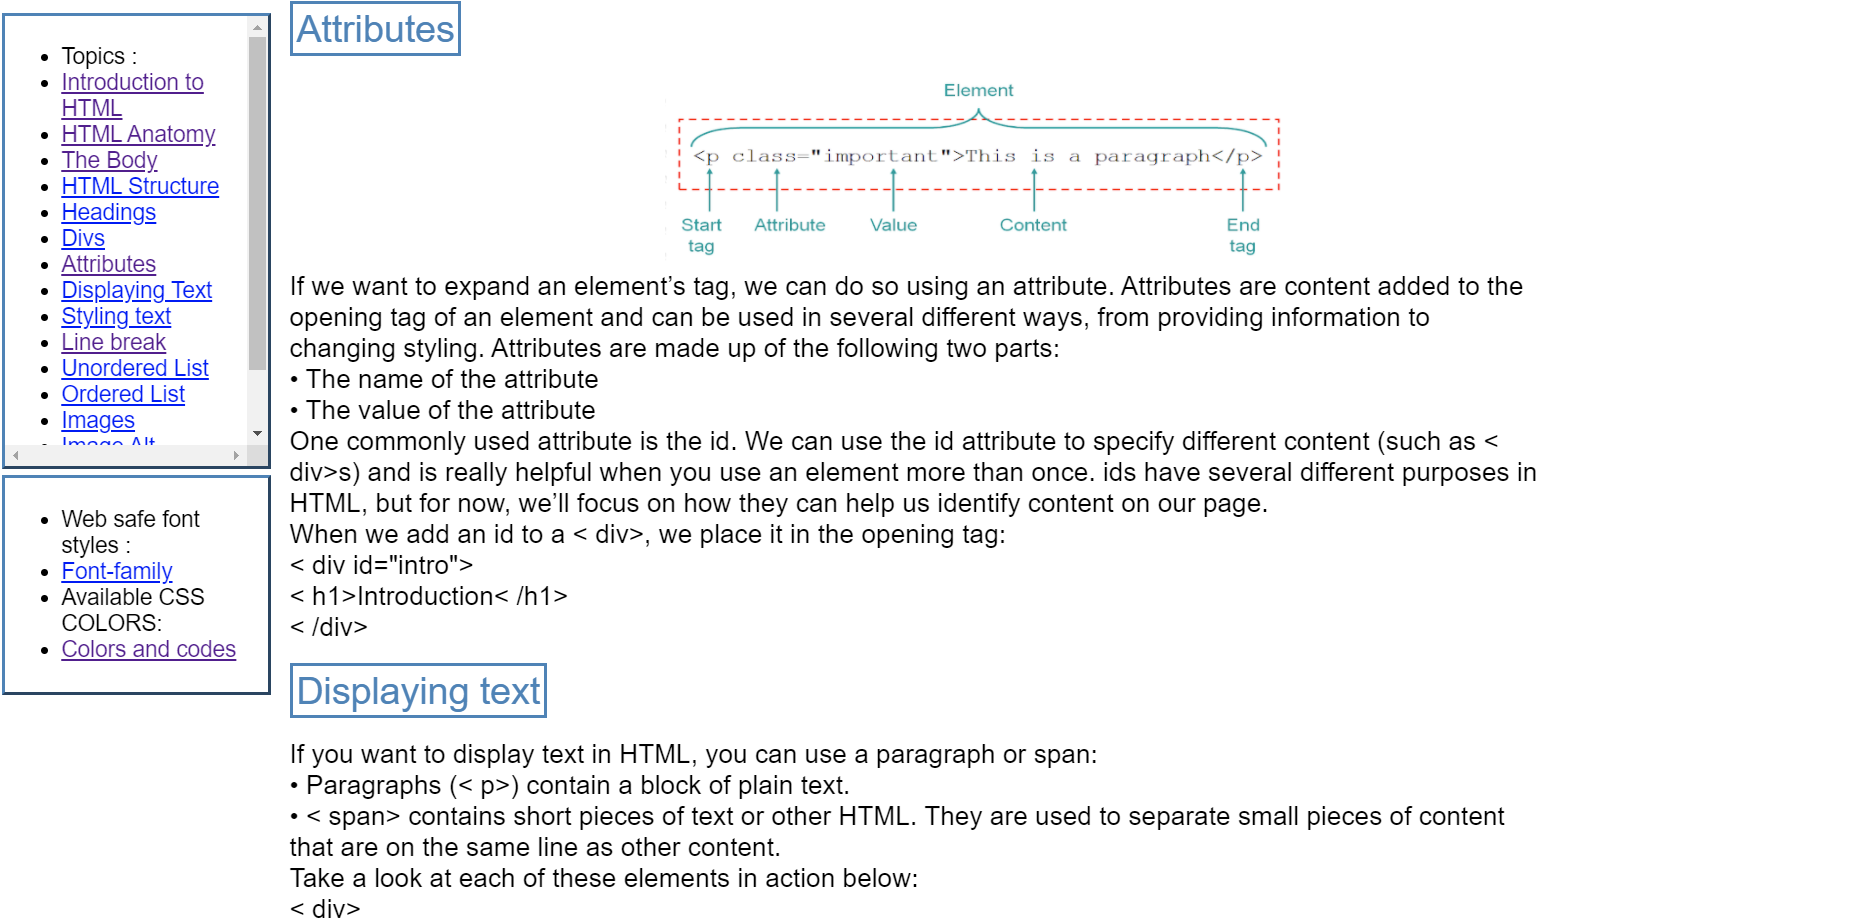 Topics :
Introduction to
HTML
HTML Anatomy
The Body
HTML Structure
Headings
Divs
Attributes
Displaying Text
Styling text
Line break
Unordered List
Ordered List
Images
Image Alt
Web safe font
styles :
Font-family
Available CSS
COLORS:
Colors and codes
Attributes
Element
<p class="important">This is a paragraph</p>
Start
tag
Attribute
Value
Content
End
tag
If we want to expand an element’s tag, we can do so using an attribute. Attributes are content added to the
opening tag of an element and can be used in several different ways, from providing information to
changing styling. Attributes are made up of the following two parts:
• The name of the attribute
• The value of the attribute
One commonly used attribute is the id. We can use the id attribute to specify different content (such as <
div>s) and is really helpful when you use an element more than once. ids have several different purposes in
HTML, but for now, we’ll focus on how they can help us identify content on our page.
When we add an id to a < div>, we place it in the opening tag:
< div id="intro">
< h1>Introduction< /h1>
< /div>
Displaying text
If you want to display text in HTML, you can use a paragraph or span:
• Paragraphs (< p>) contain a block of plain text.
• < span> contains short pieces of text or other HTML. They are used to separate small pieces of content
that are on the same line as other content.
Take a look at each of these elements in action below:
< div>